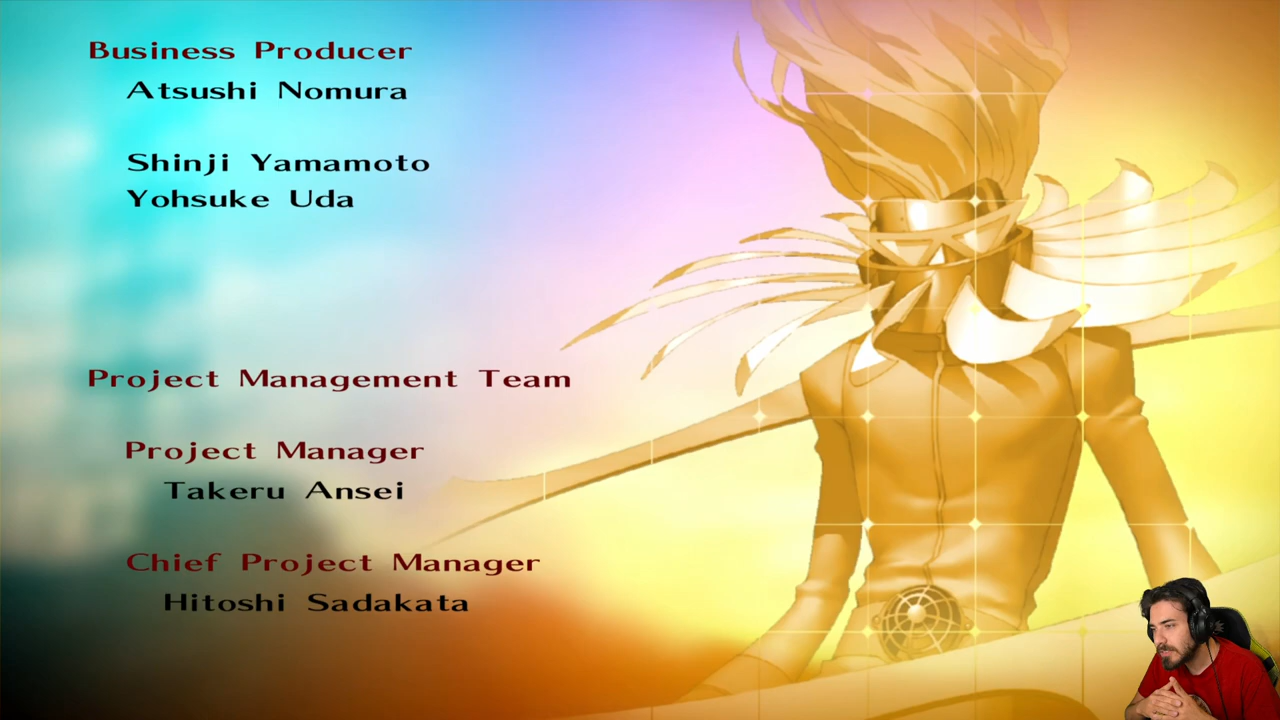 Business Producer
Atsushi Nomura
Shinji Yamamoto
Yohsuke Uda
Project Management Team
Project Manager
Takeru Ansei
Chief Project Manager
Hitoshi Sadakata